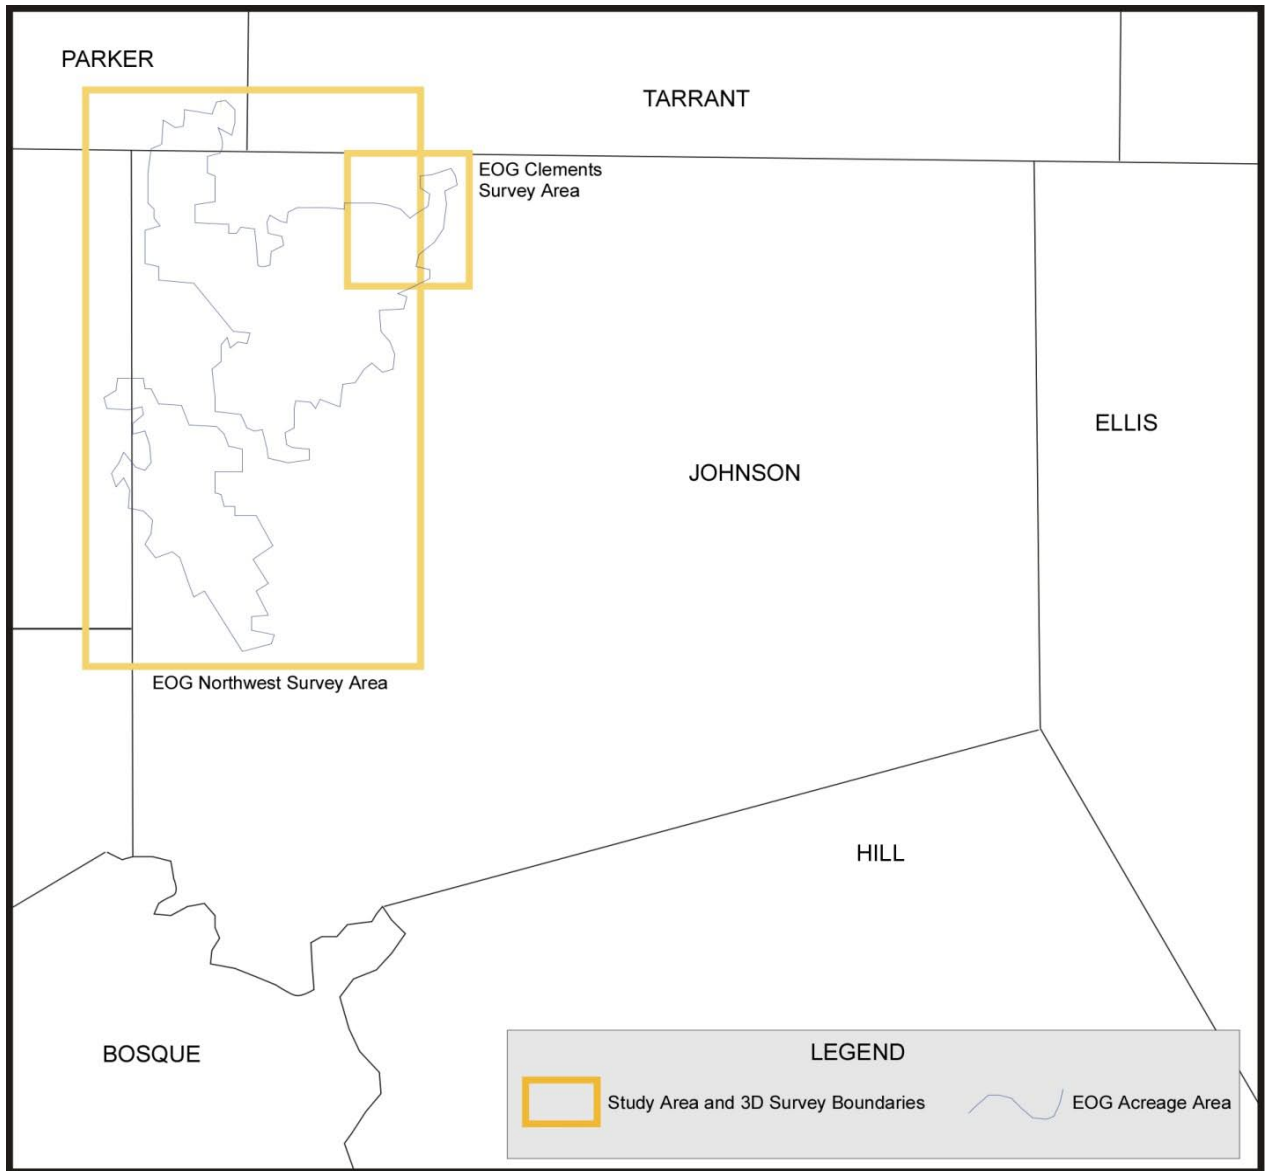 PARKER
TARRANT
EOG Clements
Survey Area
ELLIS
JOHNSON
EOG Northwest Survey Area
HILL
BOSQUE
LEGEND
Study Area and 3D Survey Boundaries
EOG Acreage Area